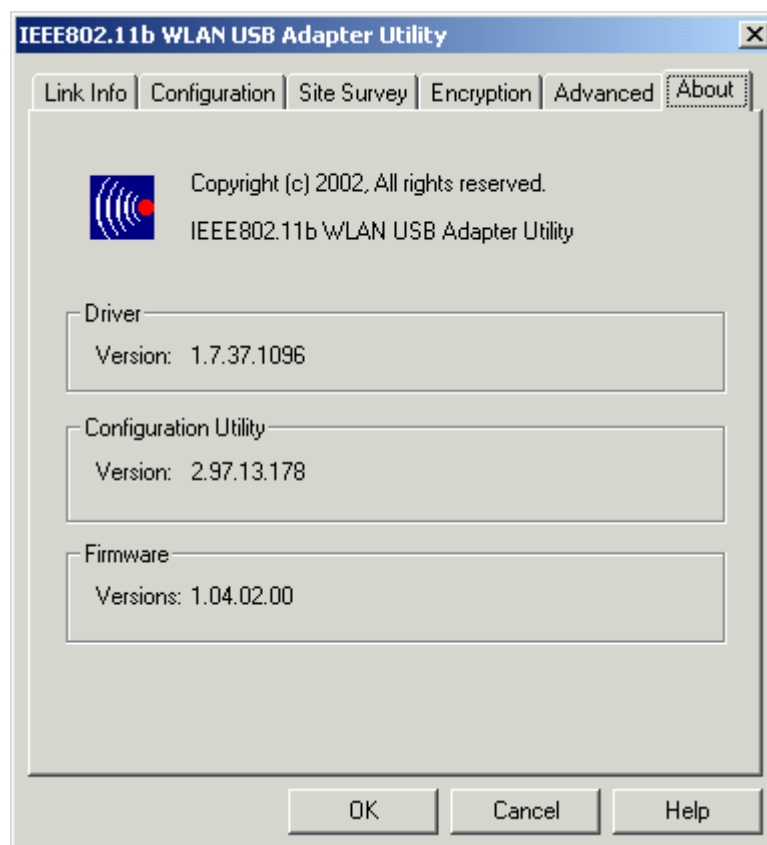 IEEE802.11b WLAN USB Adapter Utility
Link Info Configuration Site Survey Encryption Advanced About
Copyright (c) 2002, All rights reserved.
IEEE802.11b WLAN USB Adapter Utility
Driver
Version: 1.7.37.1096
Configuration Utility
Version: 2.97.13.178
Firmware
Versions: 1.04.02.00
OK Cancel Help